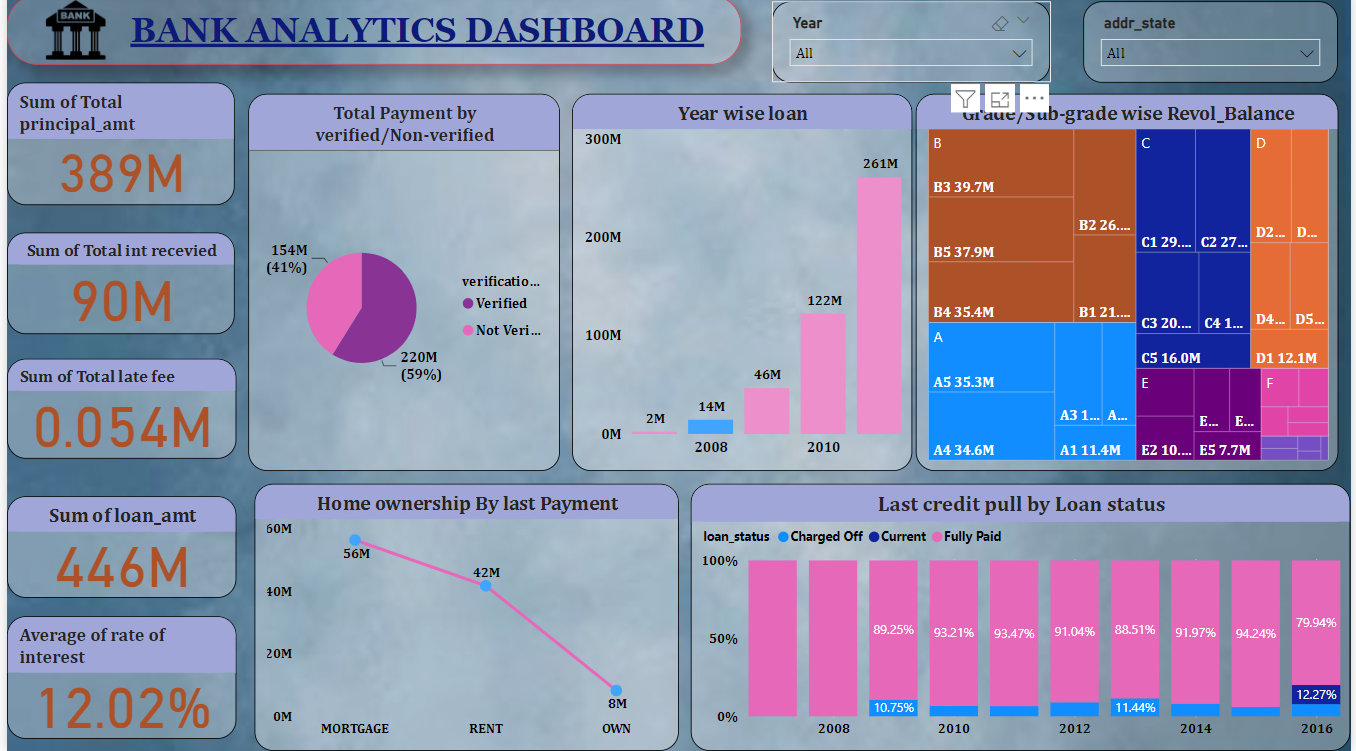 BANK
BANK ANALYTICS DASHBOARD
Year
All
addr_state
All
Sum of Total
principal_amt
389M
Sum of Total int recevied
90M
Sum of Total late fee
0.054M
Sum of loan_amt
446M
Average of rate of
interest
12.02%
Total Payment by
verified/Non-verified
154M
(41%)
220M
(59%)
verificatio...
Verified
Not Veri...
Year wise loan
300M
200M
100M
0M
2M
14M
46M
122M
261M
2008
2010
Grade/Sub-grade wise Revol_Balance
B
B3 39.7M
B5 37.9M
B4 35.4M
B2 26....
B1 21....
A
A5 35.3M
A4 34.6M
A3 1...
A...
A1 11.4M
C
C1 29....
C2 27...
C3 20....
C4 1...
C5 16.0M
D
D2...
D...
D4...
D5...
D1 12.1M
E
E2 10....
E...
E...
E5 7.7M
F
Home ownership By last Payment
60M
40M
20M
0M
56M
42M
8M
MORTGAGE
RENT
OWN
Last credit pull by Loan status
loan_status
Charged Off
Current
Fully Paid
100%
50%
0%
89.25%
93.21%
93.47%
91.04%
88.51%
91.97%
94.24%
79.94%
10.75%
11.44%
12.27%
2008
2010
2012
2014
2016